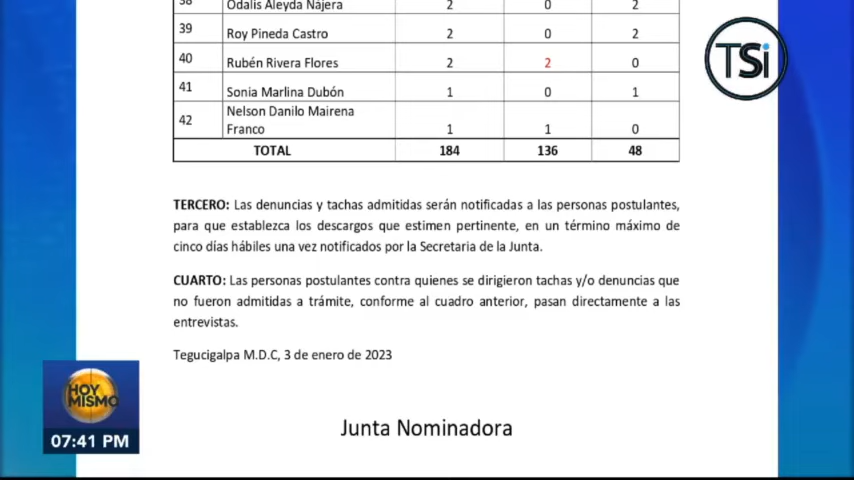 38 Odalis Aleyda Nájera 2 0 2
39 Roy Pineda Castro 2 0 2
40 Rubén Rivera Flores 2 2 0
41 Sonia Marlina Dubón 1 0 1
42 Nelson Danilo Mairena
Franco 1 1 0
TOTAL 184 136 48
TERCERO: Las denuncias y tachas admitidas serán notificadas a las personas postulantes,
para que establezca los descargos que estimen pertinente, en un término máximo de
cinco días hábiles una vez notificados por la Secretaria de la Junta.
CUARTO: Las personas postulantes contra quienes se dirigieron tachas y/o denuncias que
no fueron admitidas a trámite, conforme al cuadro anterior, pasan directamente a las
entrevistas.
Tegucigalpa M.D.C, 3 de enero de 2023
Junta Nominadora
TSi
HOY
MISMO
07:41 PM